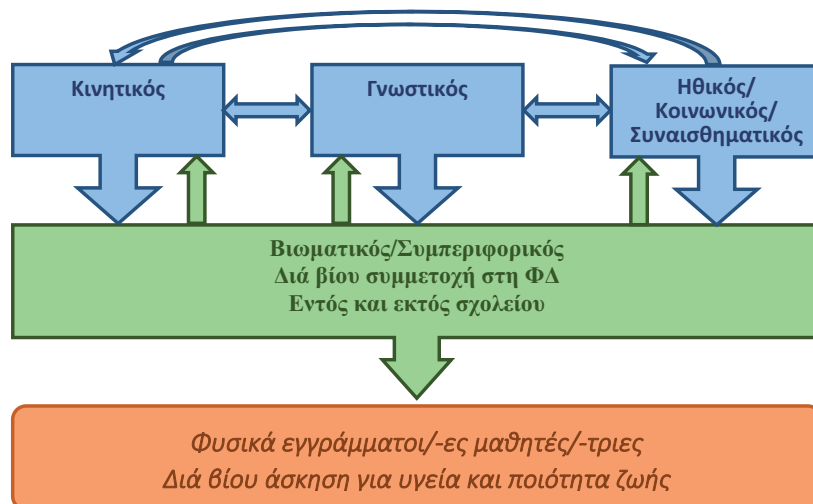 Κινητικός
Γνωστικός
Ηθικός/
Κοινωνικός/
Συναισθηματικός
Βιωματικός/Συμπεριφορικός
Διά βίου συμμετοχή στη ΦΔ
Εντός και εκτός σχολείου
Φυσικά εγγράμματοι/-ες μαθητές/-τριες
Διά βίου άσκηση για υγεία και ποιότητα ζωής